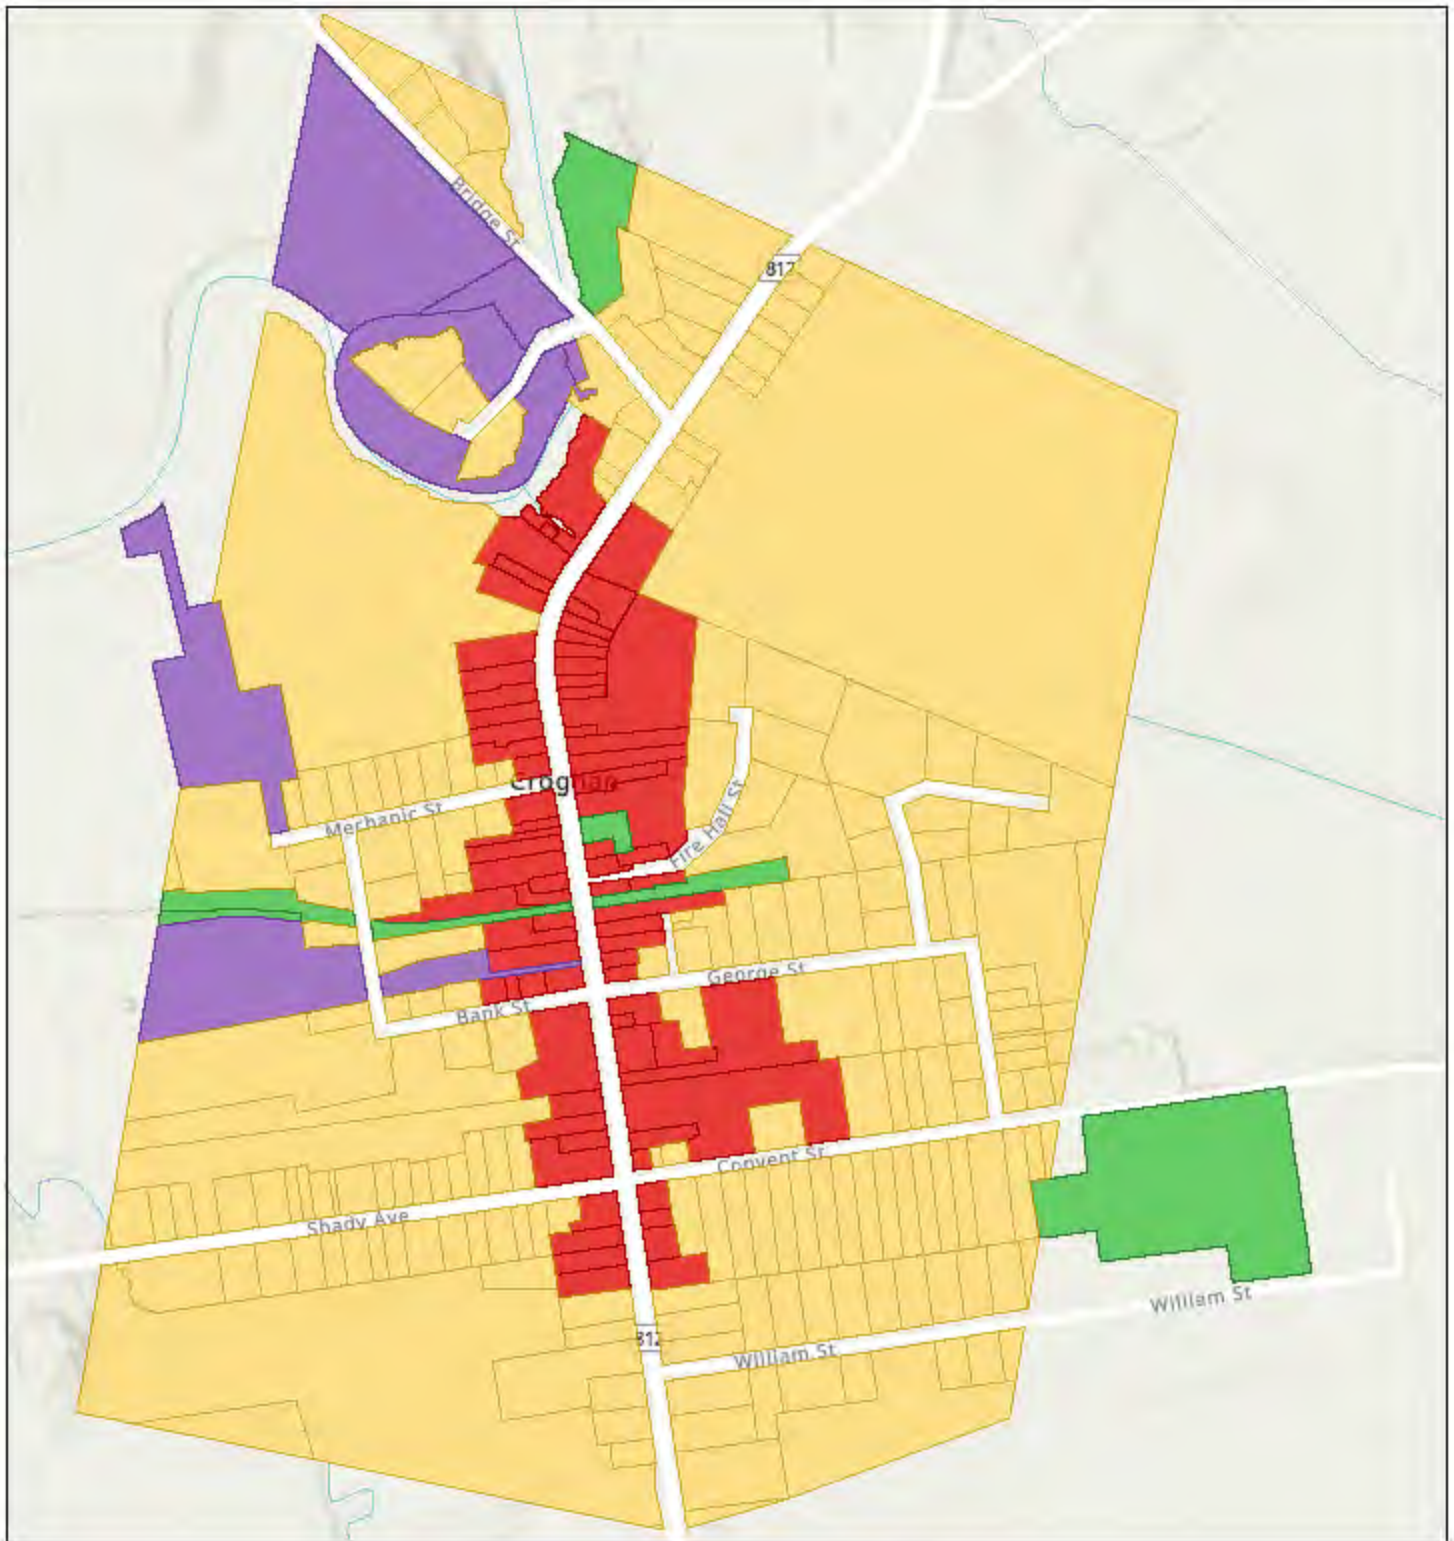 Bridge St
817
Croghan
Mechanic St
Fire Hall St
George St
Bank St
Convent St
Shady Ave
William St
812
William St